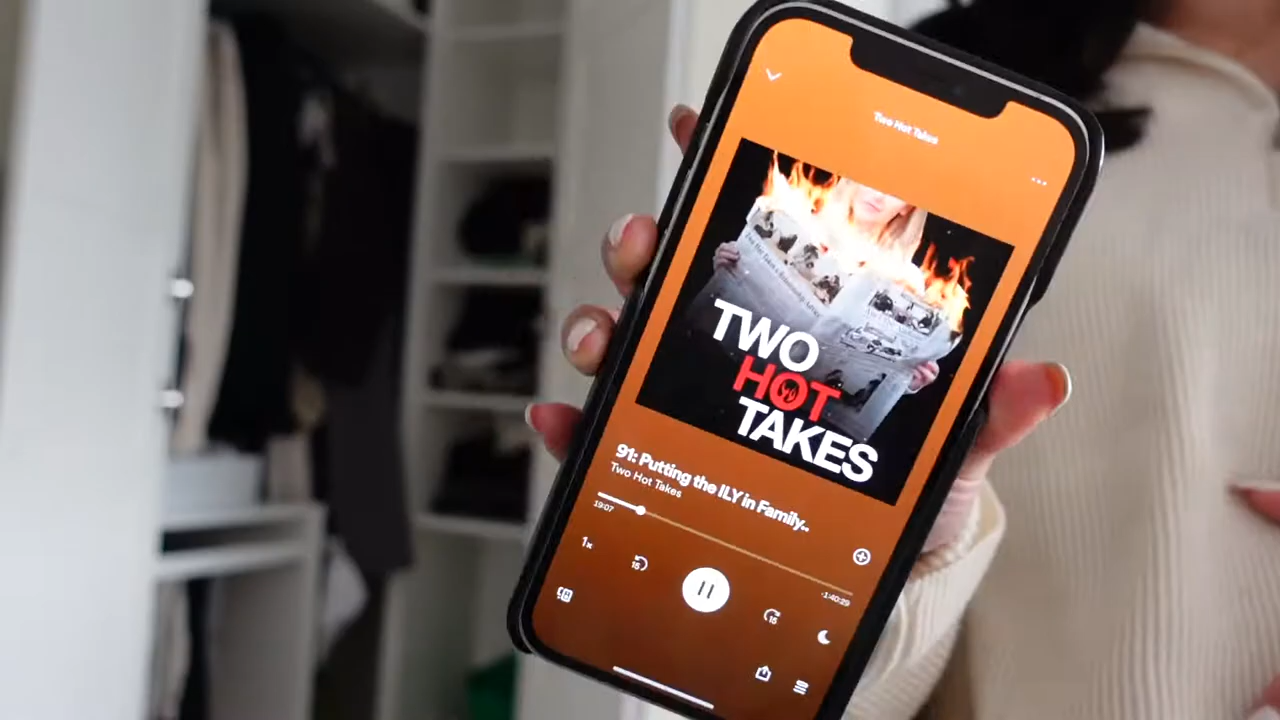 Two Hot Takes
TWO
HOT
TAKES
91: Putting the ILY in Family..
Two Hot Takes
19:07
-1:40:29
1x
15
15